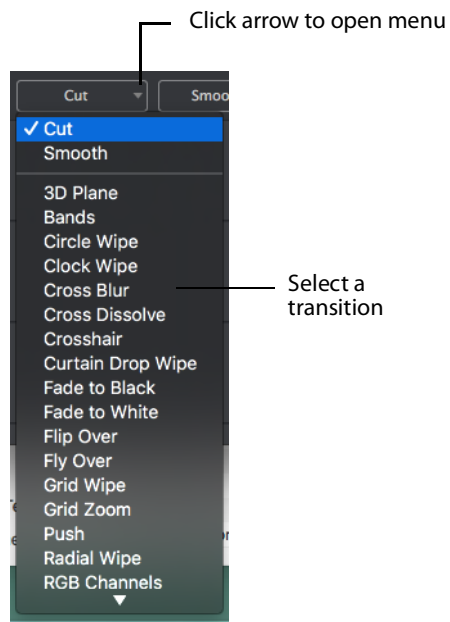 Click arrow to open menu
Cut
Smoo
✓ Cut
Smooth
3D Plane
Bands
Circle Wipe
Clock Wipe
Cross Blur
Select a
transition
Cross Dissolve
Crosshair
Curtain Drop Wipe
Fade to Black
Fade to White
Flip Over
Fly Over
Grid Wipe
Grid Zoom
Push
Radial Wipe
RGB Channels